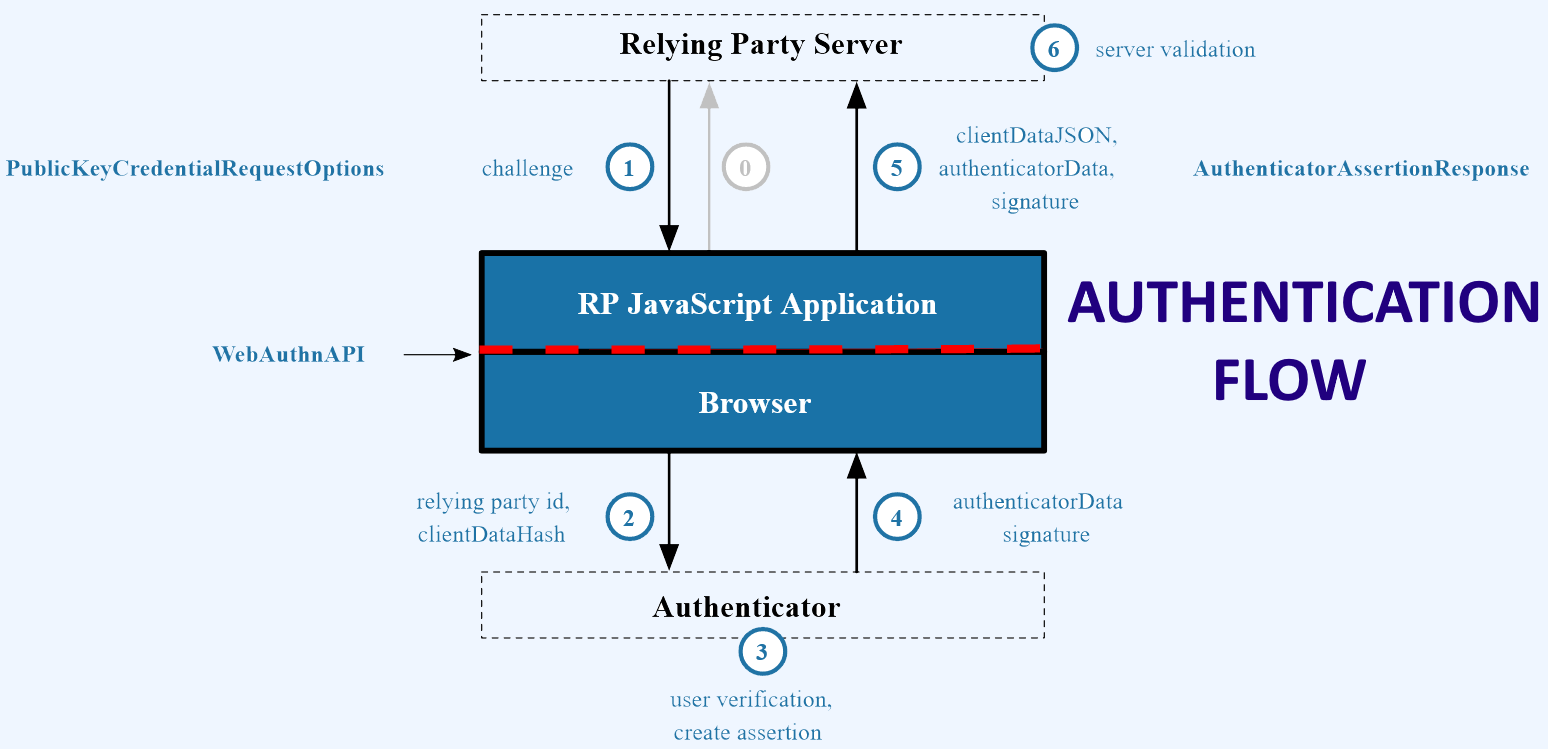 Relying Party Server
6
server validation
PublicKeyCredentialRequestOptions
challenge
1
0
5
clientDataJSON,
authenticatorData,
signature
AuthenticatorAssertionResponse
RP JavaScript Application
AUTHENTICATION
FLOW
WebAuthnAPI
Browser
relying party id,
clientDataHash
2
4
authenticatorData
signature
Authenticator
3
user verification,
create assertion